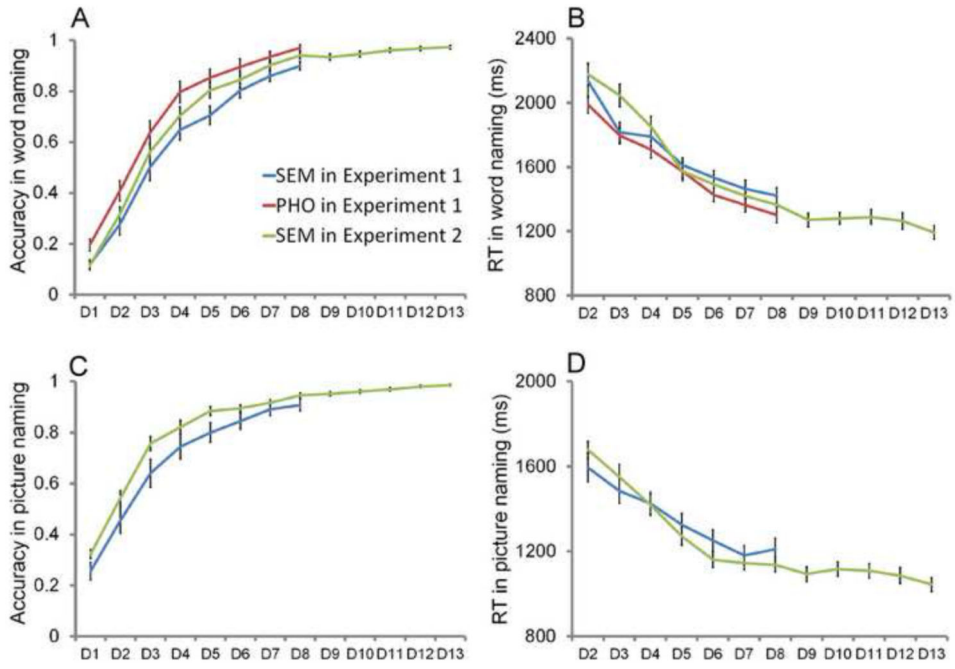 A
Accuracy in word naming
1
0.8
0.6
0.4
0.2
0
SEM in Experiment 1
PHO in Experiment 1
SEM in Experiment 2
D1 D2 D3 D4 D5 D6 D7 D8 D9 D10 D11 D12 D13
B
RT in word naming (ms)
2400
2000
1600
1200
800
D2 D3 D4 D5 D6 D7 D8 D9 D10 D11 D12 D13
C
Accuracy in picture naming
1
0.8
0.6
0.4
0.2
0
D1 D2 D3 D4 D5 D6 D7 D8 D9 D10 D11 D12 D13
D
RT in picture naming (ms)
2000
1600
1200
800
D2 D3 D4 D5 D6 D7 D8 D9 D10 D11 D12 D13